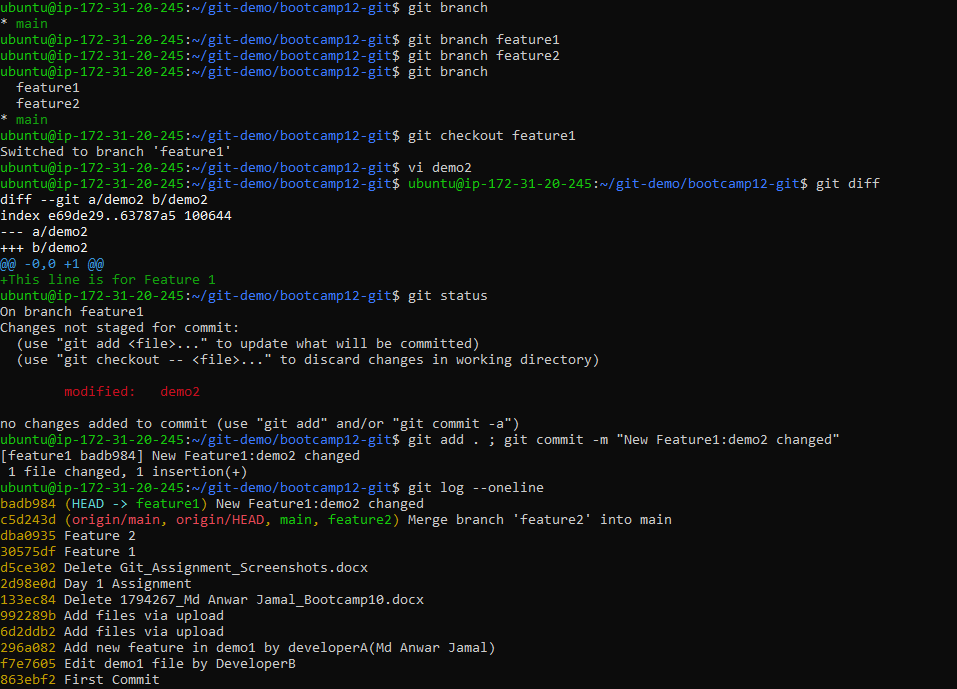 ubuntu@ip-172-31-20-245:~/git-demo/bootcamp12-git$ git branch
* main
ubuntu@ip-172-31-20-245:~/git-demo/bootcamp12-git$ git branch feature1
ubuntu@ip-172-31-20-245:~/git-demo/bootcamp12-git$ git branch feature2
ubuntu@ip-172-31-20-245:~/git-demo/bootcamp12-git$ git branch
  feature1
  feature2
* main
ubuntu@ip-172-31-20-245:~/git-demo/bootcamp12-git$ git checkout feature1
Switched to branch 'feature1'
ubuntu@ip-172-31-20-245:~/git-demo/bootcamp12-git$ vi demo2
ubuntu@ip-172-31-20-245:~/git-demo/bootcamp12-git$ ubuntu@ip-172-31-20-245:~/git-demo/bootcamp12-git$ git diff
diff --git a/demo2 b/demo2
index e69de29..63787a5 100644
--- a/demo2
+++ b/demo2
@@ -0,0 +1 @@
+This line is for Feature 1
ubuntu@ip-172-31-20-245:~/git-demo/bootcamp12-git$ git status
On branch feature1
Changes not staged for commit:
  (use "git add <file>..." to update what will be committed)
  (use "git checkout -- <file>..." to discard changes in working directory)
        modified:   demo2
no changes added to commit (use "git add" and/or "git commit -a")
ubuntu@ip-172-31-20-245:~/git-demo/bootcamp12-git$ git add . ; git commit -m "New Feature1:demo2 changed"
[feature1 badb984] New Feature1:demo2 changed
 1 file changed, 1 insertion(+)
ubuntu@ip-172-31-20-245:~/git-demo/bootcamp12-git$ git log --oneline
badb984 (HEAD -> feature1) New Feature1:demo2 changed
c5d243d (origin/main, origin/HEAD, main, feature2) Merge branch 'feature2' into main
dba0935 Feature 2
30575df Feature 1
d5ce302 Delete Git_Assignment_Screenshots.docx
2d98e0d Day 1 Assignment
133ec84 Delete 1794267_Md Anwar Jamal_Bootcamp10.docx
992289b Add files via upload
6d2ddb2 Add files via upload
296a082 Add new feature in demo1 by developerA(Md Anwar Jamal)
f7e7605 Edit demo1 file by DeveloperB
863ebf2 First Commit